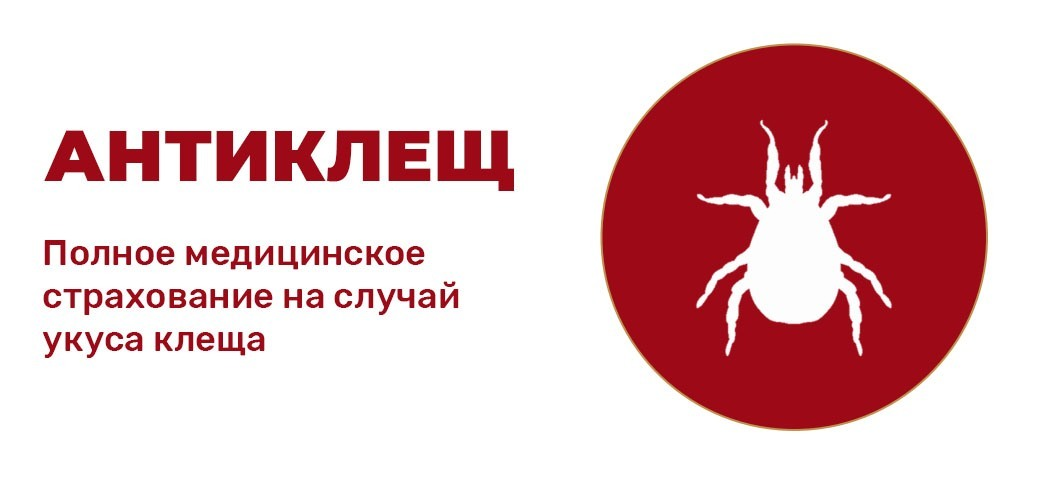 АНТИКЛЕЩ
Полное медицинское
страхование на случай
укуса клеща